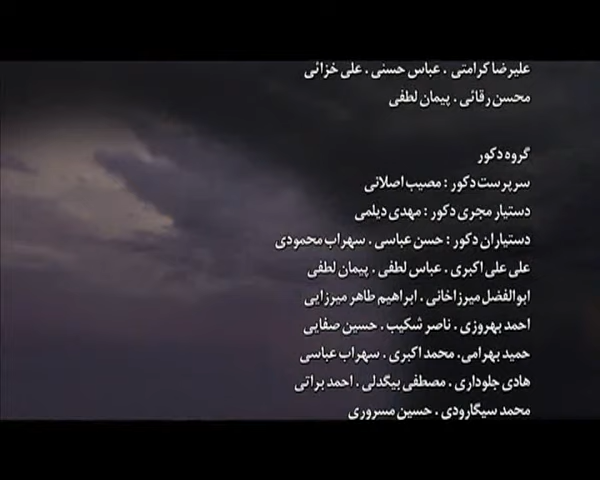 علیرضا کرامتی . عباس حسنی . علی خزائی
محسن رقائی . پیمان لطفی
گروه دکور
سرپرست دکور : مصیب اصلانی
دستیار مجری دکور : مهدی دیلمی
دستیاران دکور : حسن عباسی . سهراب محمودی
علی علی اکبری . عباس لطفی . پیمان لطفی
ابوالفضل میرزاخانی . ابراهیم طاهر میرزایی
احمد بهروزی . ناصر شکیب . حسین صفایی
حمید بهرامی. محمد اکبری . سهراب عباسی
هادی جلوداری . مصطفی بیگدلی . احمد براتی
محمد سیگارودی . حسین مسروری